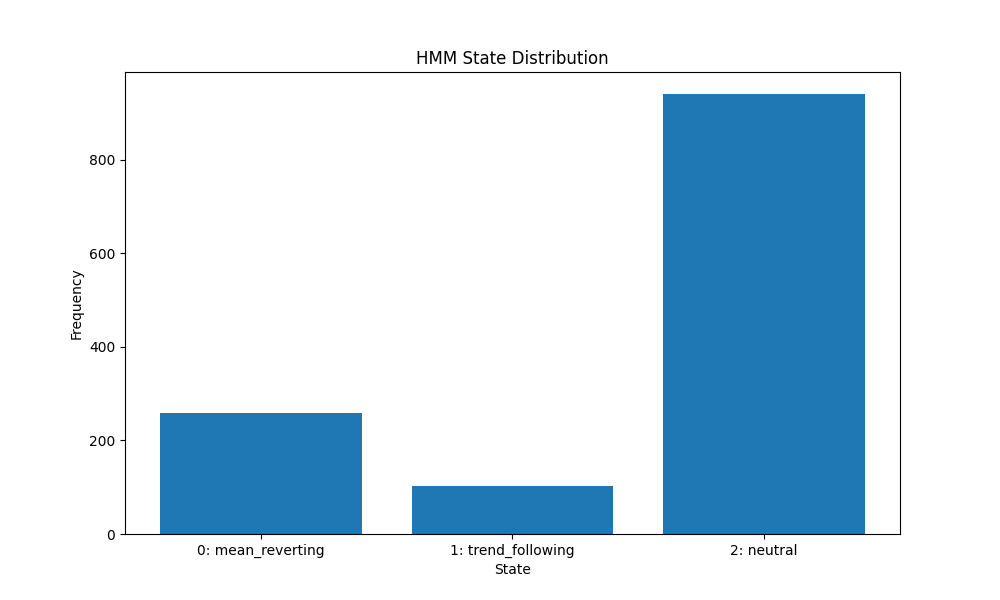 HMM State Distribution
Frequency
800
600
400
200
0
0: mean_reverting
1: trend_following
2: neutral
State